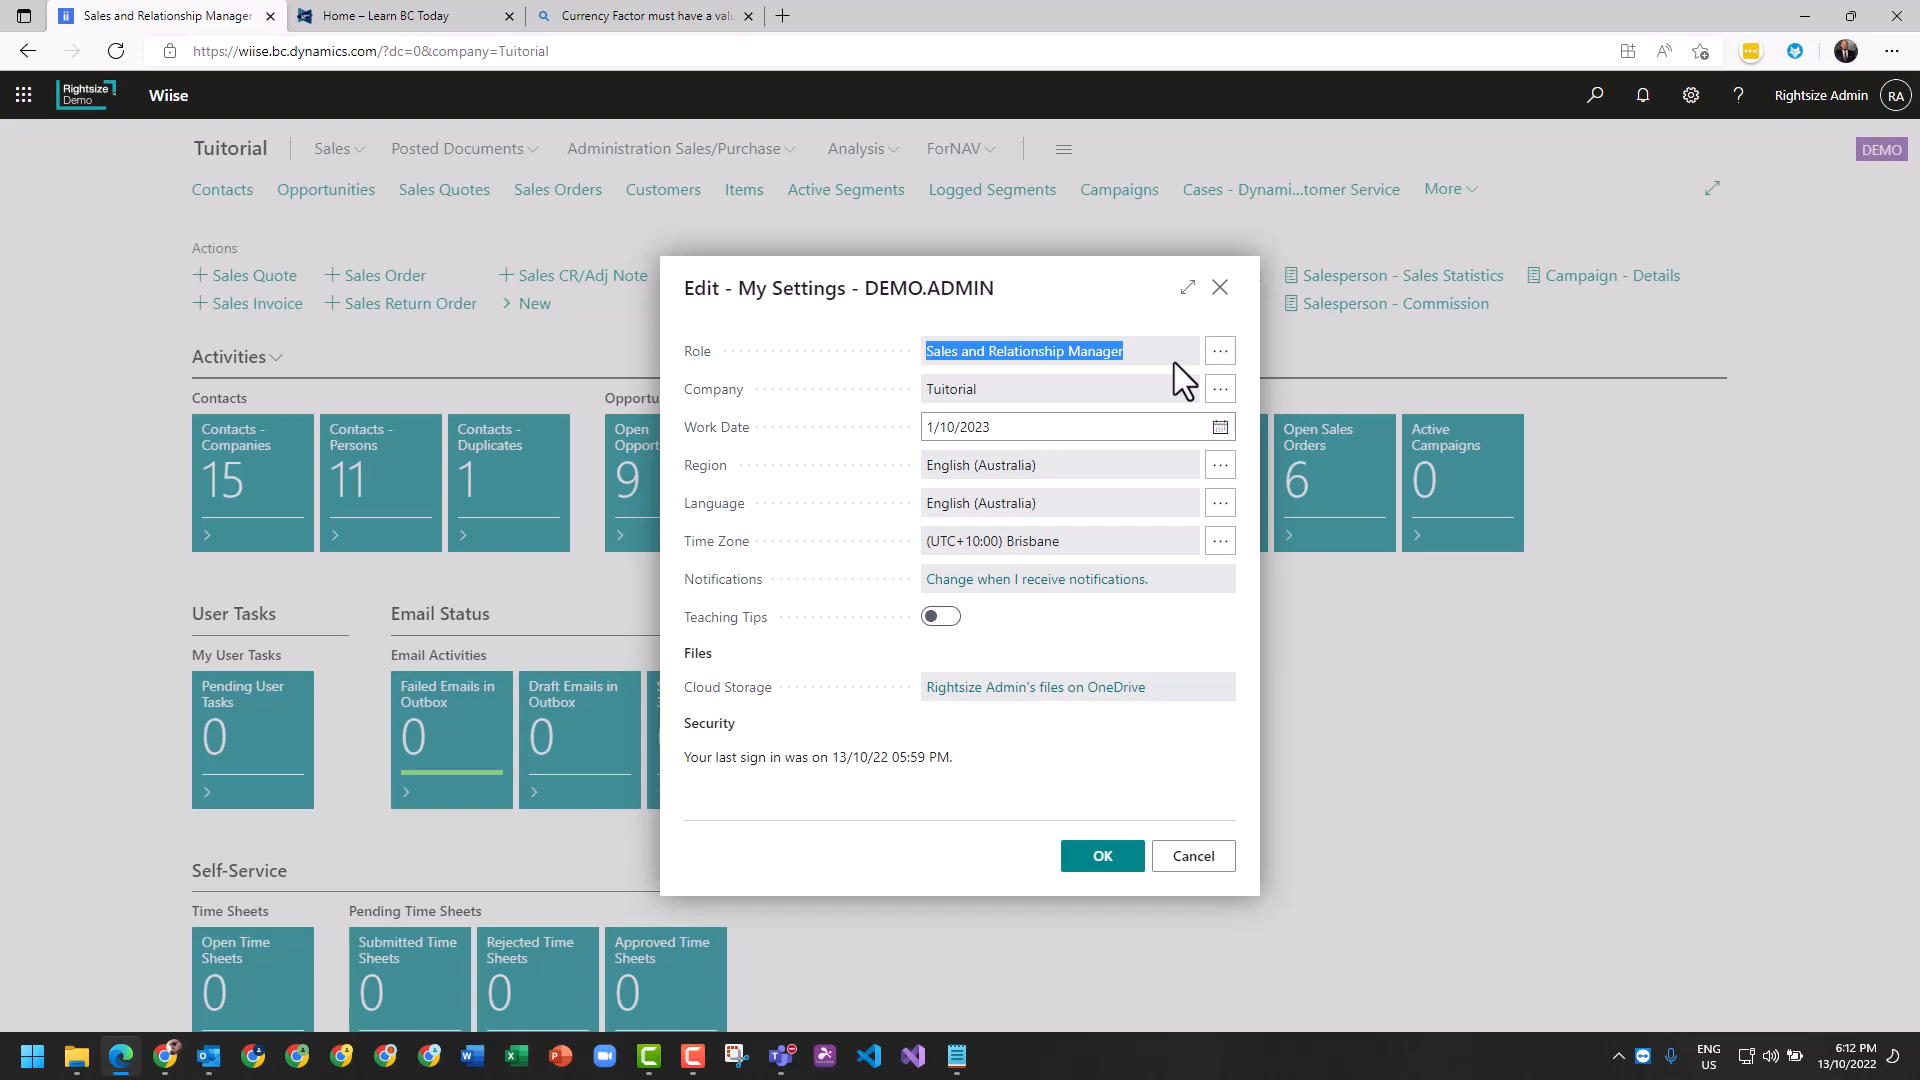 Sales and Relationship Manager
Home – Learn BC Today
Currency Factor must have a valu
https://wiise.bc.dynamics.com/?dc=0&company=Tuitorial
Rightsize
Demo
Wiise
Rightsize Admin
RA
Tuitorial
Sales
Posted Documents
Administration Sales/Purchase
Analysis
ForNAV
DEMO
Contacts
Opportunities
Sales Quotes
Sales Orders
Customers
Items
Active Segments
Logged Segments
Campaigns
Cases - Dynami...tomer Service
More
Actions
+ Sales Quote
+ Sales Order
+ Sales CR/Adj Note
Salesperson - Sales Statistics
Campaign - Details
+ Sales Invoice
+ Sales Return Order
> New
Salesperson - Commission
Activities
Contacts
Opportu
Contacts -
Companies
15
Contacts -
Persons
11
Contacts -
Duplicates
1
Open
Opport
9
Open Sales
Orders
6
Active
Campaigns
0
User Tasks
Email Status
My User Tasks
Email Activities
Pending User
Tasks
0
Failed Emails in
Outbox
0
Draft Emails in
Outbox
0
Self-Service
Time Sheets
Pending Time Sheets
Open Time
Sheets
0
Submitted Time
Sheets
0
Rejected Time
Sheets
0
Approved Time
Sheets
0
Edit - My Settings - DEMO.ADMIN
Role
Sales and Relationship Manager
Company
Tuitorial
Work Date
1/10/2023
Region
English (Australia)
Language
English (Australia)
Time Zone
(UTC+10:00) Brisbane
Notifications
Change when I receive notifications.
Teaching Tips
Files
Cloud Storage
Rightsize Admin's files on OneDrive
Security
Your last sign in was on 13/10/22 05:59 PM.
OK
Cancel
ENG
US
6:12 PM
13/10/2022